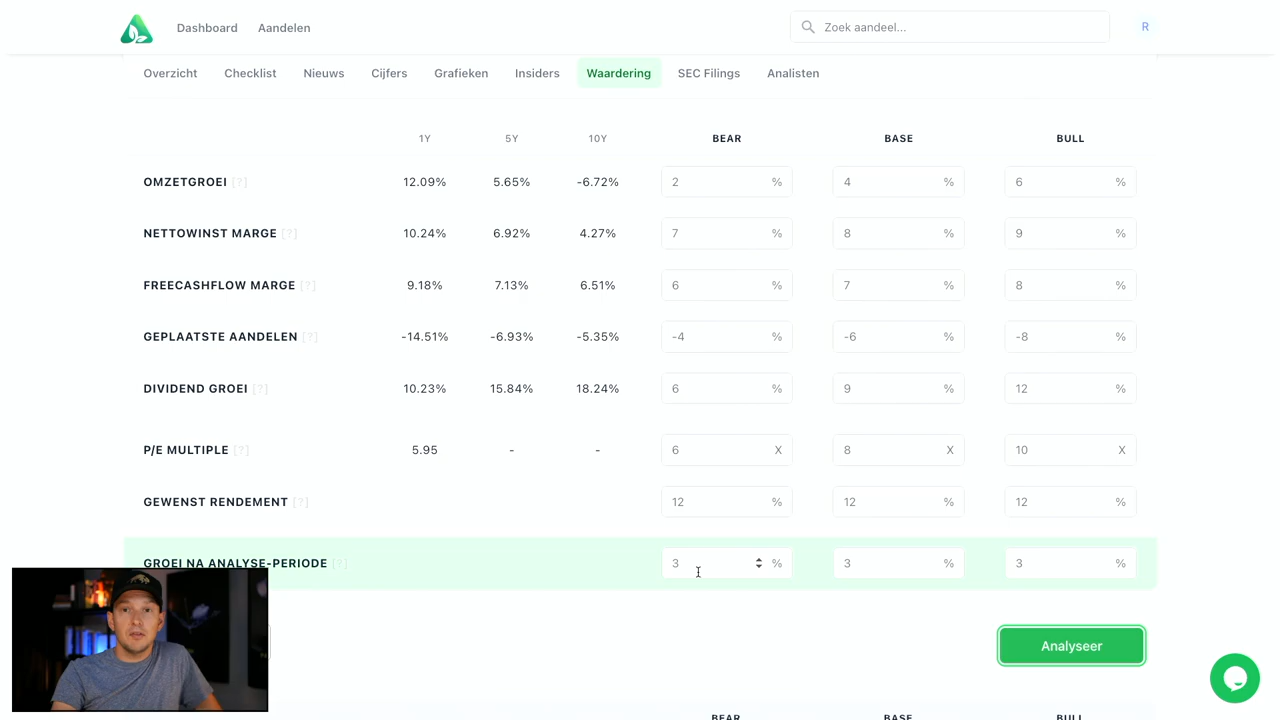 Dashboard Aandelen Zoek aandeel... R
Overzicht Checklist Nieuws Cijfers Grafieken Insiders Waardering SEC Filings Analisten
1Y 5Y 10Y BEAR BASE BULL
OMZETGROEI [?] 12.09% 5.65% -6.72% 2 % 4 % 6 %
NETTOWINST MARGE [?] 10.24% 6.92% 4.27% 7 % 8 % 9 %
FREECASHFLOW MARGE [?] 9.18% 7.13% 6.51% 6 % 7 % 8 %
GEPLAATSTE AANDELEN [?] -14.51% -6.93% -5.35% -4 % -6 % -8 %
DIVIDEND GROEI [?] 10.23% 15.84% 18.24% 6 % 9 % 12 %
P/E MULTIPLE [?] 5.95 - - 6 X 8 X 10 X
GEWENST RENDEMENT [?] 12 % 12 % 12 %
GROEI NA ANALYSE-PERIODE [?] 3 % 3 % 3 %
Analyseer
BEAR BASE BULL